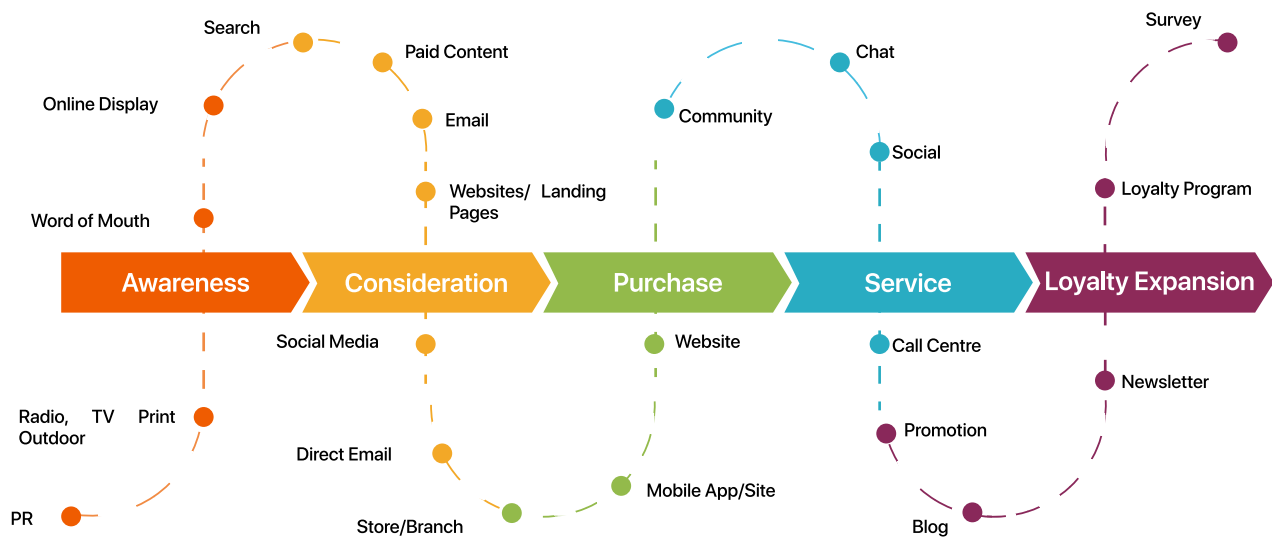 Survey
Search
Paid Content
Chat
Online Display
Email
Community
Social
Websites/ Landing
Pages
Loyalty Program
Word of Mouth
Awareness
Consideration
Purchase
Service
Loyalty Expansion
Social Media
Website
Call Centre
Newsletter
Radio, TV Print
Outdoor
Promotion
Direct Email
Mobile App/Site
PR
Store/Branch
Blog